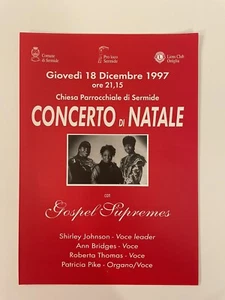 Comune
di Sermide
Pro loco
Sermide
Lions Club
Ostiglia
Giovedì 18 Dicembre 1997
ore 21,15
Chiesa Parrocchiale di Sermide
CONCERTO DI NATALE
con
Gospel Supremes
Shirley Johnson - Voce leader
Ann Bridges - Voce
Roberta Thomas - Voce
Patricia Pike - Organo/Voce